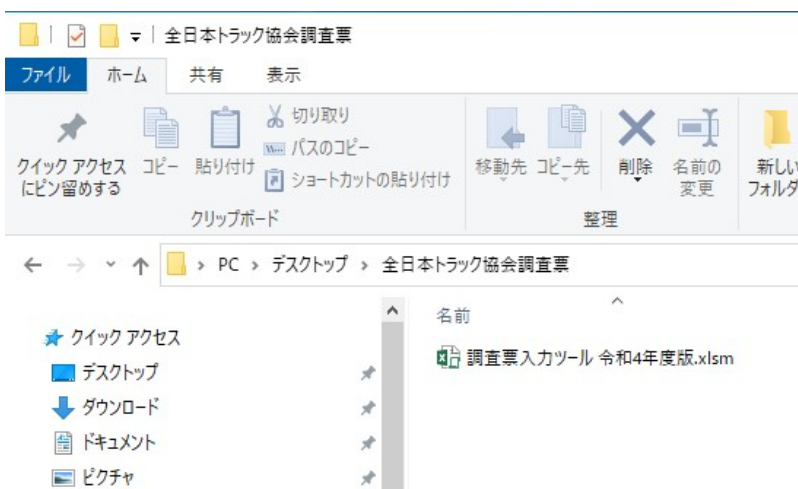 全日本トラック協会調査票
ファイル ホーム 共有 表示
クイック アクセス
にピン留めする
コピー
貼り付け
切り取り
パスのコピー
ショートカットの貼り付け
クリップボード
移動先
コピー先
削除
名前の
変更
整理
新しい
フォルダ
PC › デスクトップ › 全日本トラック協会調査票
クイック アクセス
デスクトップ
ダウンロード
ドキュメント
ピクチャ
名前
調査票入力ツール 令和4年度版.xlsm